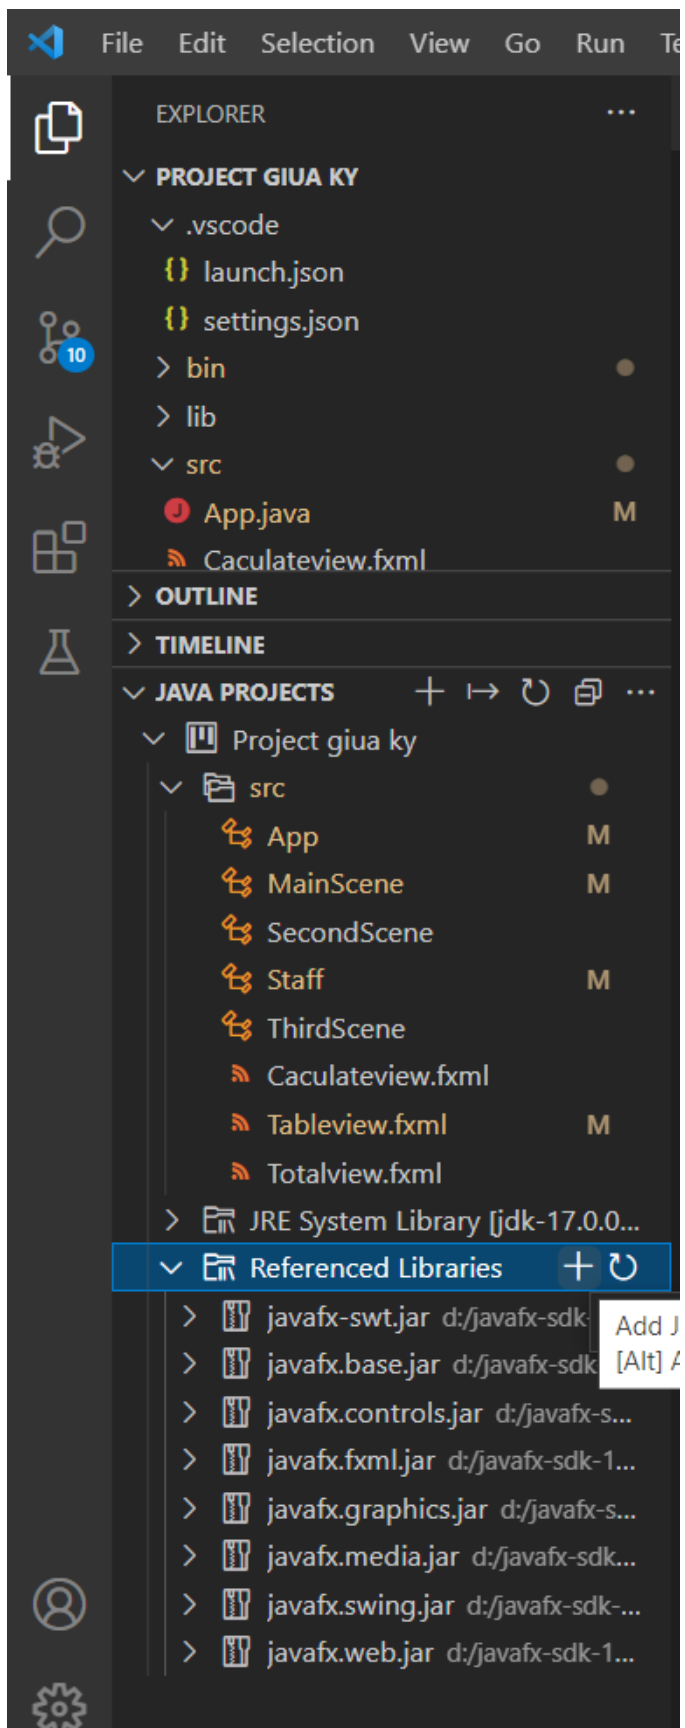 File Edit Selection View Go Run
EXPLORER
PROJECT GIUA KY
.vscode
{} launch.json
{} settings.json
10
bin
lib
src
J App.java M
Caculateview.fxml
OUTLINE
TIMELINE
JAVA PROJECTS
Project giua ky
src
App M
MainScene M
SecondScene
Staff M
ThirdScene
Caculateview.fxml
Tableview.fxml M
Totalview.fxml
JRE System Library [jdk-17.0.0...
Referenced Libraries
Add J
[Alt] A
javafx-swt.jar d:/javafx-sdk-
javafx.base.jar d:/javafx-sdk
javafx.controls.jar d:/javafx-s...
javafx.fxml.jar d:/javafx-sdk-1...
javafx.graphics.jar d:/javafx-s...
javafx.media.jar d:/javafx-sdk...
javafx.swing.jar d:/javafx-sdk-...
javafx.web.jar d:/javafx-sdk-1...